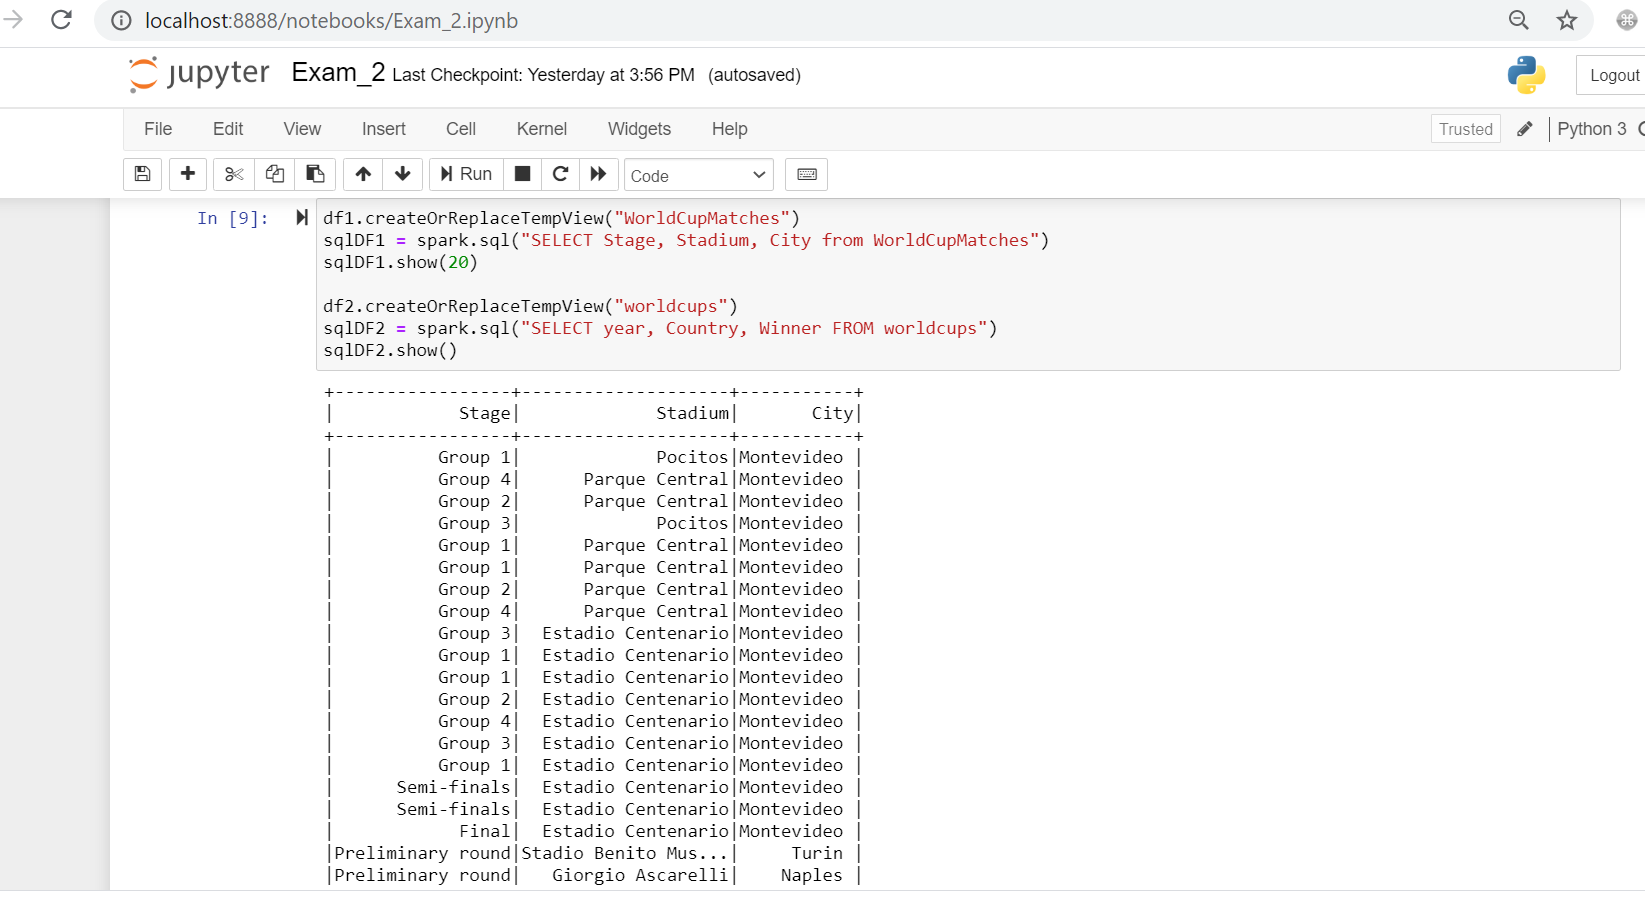 localhost:8888/notebooks/Exam_2.ipynb
jupyter Exam_2 Last Checkpoint: Yesterday at 3:56 PM (autosaved) Logout
File Edit View Insert Cell Kernel Widgets Help Trusted Python 3
Run Code
In [9]: df1.createOrReplaceTempView("WorldCupMatches")
sqlDF1 = spark.sql("SELECT Stage, Stadium, City from WorldCupMatches")
sqlDF1.show(20)
df2.createOrReplaceTempView("worldcups")
sqlDF2 = spark.sql("SELECT year, Country, Winner FROM worldcups")
sqlDF2.show()
+-----------------+--------------------+-----------+
|            Stage|             Stadium|       City|
+-----------------+--------------------+-----------+
|          Group 1|             Pocitos|Montevideo |
|          Group 4|      Parque Central|Montevideo |
|          Group 2|      Parque Central|Montevideo |
|          Group 3|             Pocitos|Montevideo |
|          Group 1|      Parque Central|Montevideo |
|          Group 1|      Parque Central|Montevideo |
|          Group 2|      Parque Central|Montevideo |
|          Group 4|      Parque Central|Montevideo |
|          Group 3|  Estadio Centenario|Montevideo |
|          Group 1|  Estadio Centenario|Montevideo |
|          Group 1|  Estadio Centenario|Montevideo |
|          Group 2|  Estadio Centenario|Montevideo |
|          Group 4|  Estadio Centenario|Montevideo |
|          Group 3|  Estadio Centenario|Montevideo |
|          Group 1|  Estadio Centenario|Montevideo |
|      Semi-finals|  Estadio Centenario|Montevideo |
|      Semi-finals|  Estadio Centenario|Montevideo |
|            Final|  Estadio Centenario|Montevideo |
|Preliminary round|Stadio Benito Mus...|     Turin |
|Preliminary round|   Giorgio Ascarelli|    Naples |